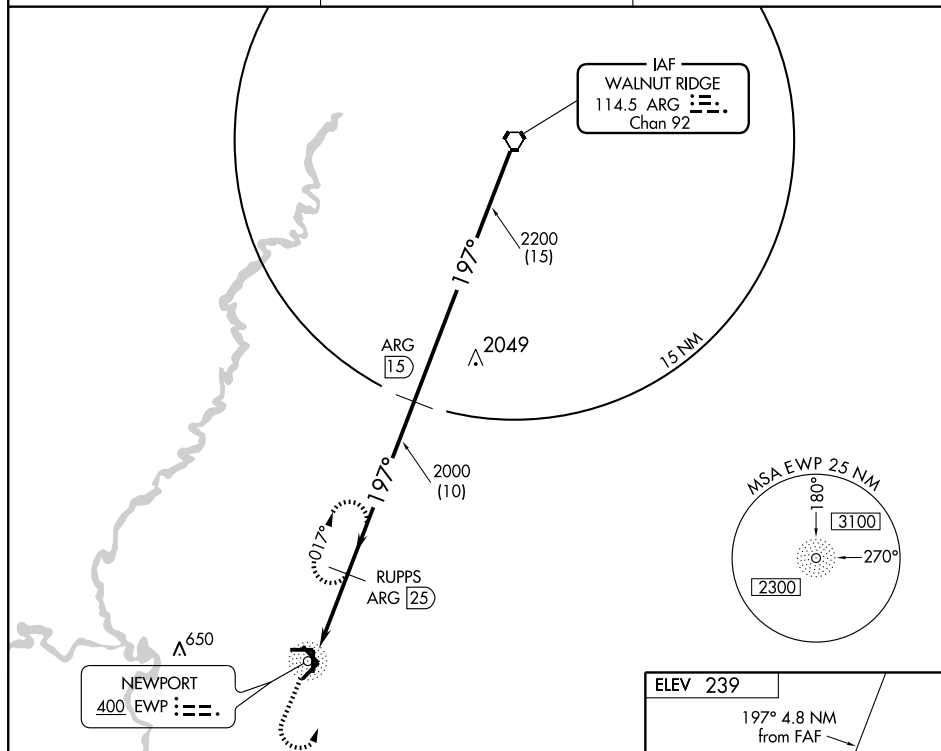 IAF
WALNUT RIDGE
114.5 ARG
Chan 92
2200
(15)
197°
2049
ARG
15
15 NM
197°
2000
(10)
MSA EWP 25 NM
180°
3100
270°
2300
017°
RUPPS
ARG 25
650
NEWPORT
400 EWP
ELEV 239
197° 4.8 NM
from FAF